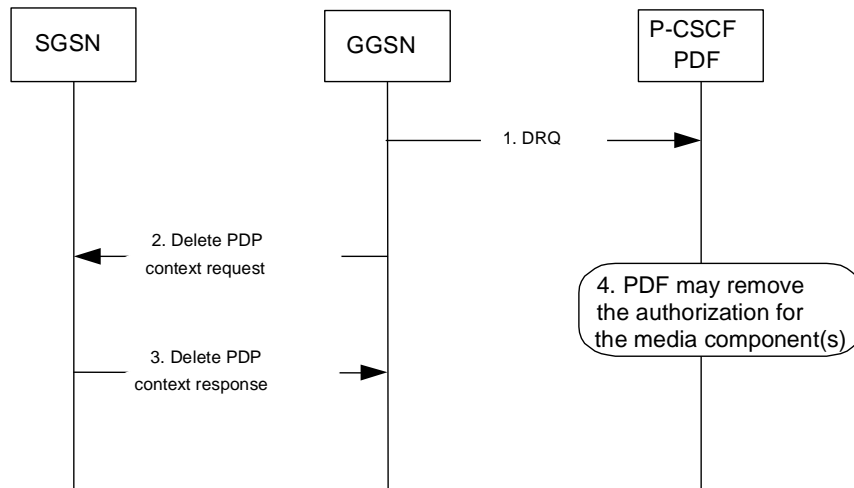 SGSN
GGSN
P-CSCF
PDF
1. DRQ
2. Delete PDP
context request
4. PDF may remove
the authorization for
the media component(s)
3. Delete PDP
context response